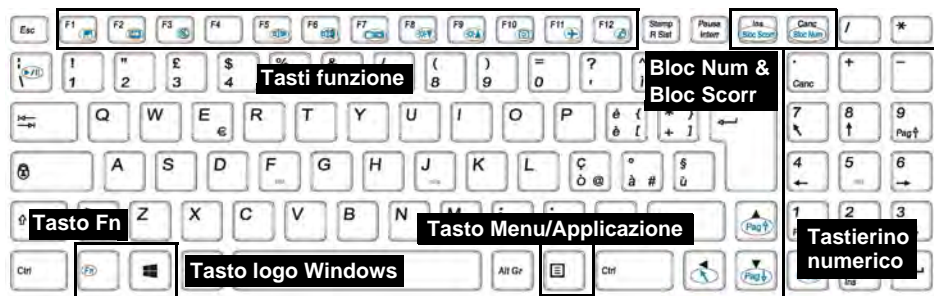 Esc F1 F2 F3 F4 F5 F6 F7 F8 F9 F10 F11 F12 Stamp R Sist Pause Interr Ins Bloc Scorr Canc Bloc Num / *
! 1 " 2 £ 3 $ 4 % & / ( 8 ) 9 = 0 ? ' ^ . Canc + -
Tasti funzione
Bloc Num &
Bloc Scorr
Q W E € R T Y U I O P é è { [ * + } ] 7 8 9 Pag
A S D F G H J K L ç ò @ ° à # § ù 4 5 6
Z X C V B N M ; : Pag 1 2 3
Tasto Fn
Tasto Menu/Applicazione
Tastierino
numerico
Ctrl Fn Alt Gr Ctrl Pag Ins
Tasto logo Windows